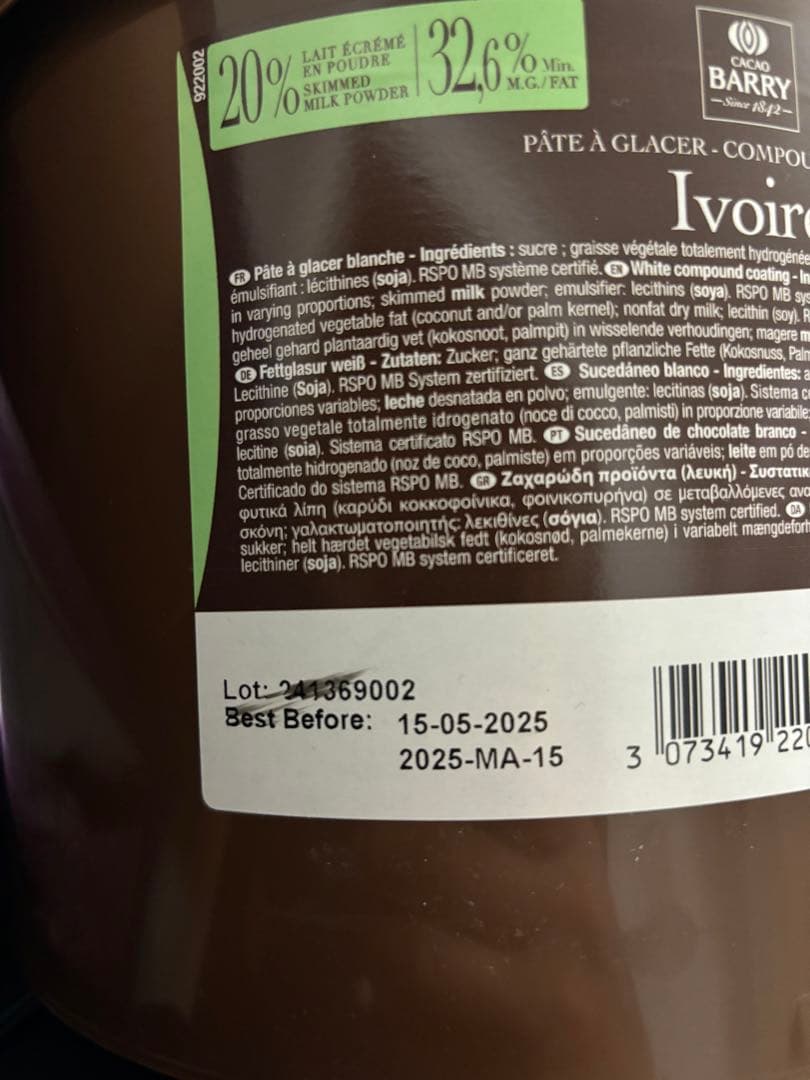 922002
20% LAIT ÉCRÉMÉ EN POUDRE SKIMMED MILK POWDER
32,6% Min. M.G./FAT
CACAO
BARRY
Since 1842
PÂTE À GLACER - COMPOU
Ivoire
FR Pâte à glacer blanche - Ingrédients : sucre ; graisse végétale totalement hydrogénée
émulsifiant : lécithines (soja). RSPO MB système certifié. EN White compound coating - In
in varying proportions; skimmed milk powder; emulsifier: lecithins (soya). RSPO MB sys
hydrogenated vegetable fat (coconut and/or palm kernel); nonfat dry milk; lecithin (soy). R
geheel gehard plantaardig vet (kokosnoot, palmpit) in wisselende verhoudingen; magere m
DE Fettglasur weiß - Zutaten: Zucker; ganz gehärtete pflanzliche Fette (Kokosnuss, Palm
Lecithine (Soja). RSPO MB System zertifiziert. ES Sucedáneo blanco - Ingredientes: a
proporciones variables; leche desnatada en polvo; emulgente: lecitinas (soja). Sistema ce
grasso vegetale totalmente idrogenato (noce di cocco, palmisti) in proporzione variabile
lecitine (soia). Sistema certificato RSPO MB. PT Sucedâneo de chocolate branco -
totalmente hidrogenado (noz de coco, palmiste) em proporções variáveis; leite em pó de
Certificado do sistema RSPO MB. GR Ζαχαρώδη προϊόντα (λευκή) - Συστατικ
φυτικά λίπη (καρύδι κοκκοφοίνικα, φοινικοπυρήνα) σε μεταβαλλόμενες αν
σκόνη; γαλακτωματοποιητής: λεκιθίνες (σόγια). RSPO MB system certified. DA
sukker; helt hærdet vegetabilsk fedt (kokosnød, palmekerne) i variabelt mængdeforh
lecithiner (soja). RSPO MB system certificeret.
Lot: 241369002
Best Before: 15-05-2025
2025-MA-15
3 073419 220